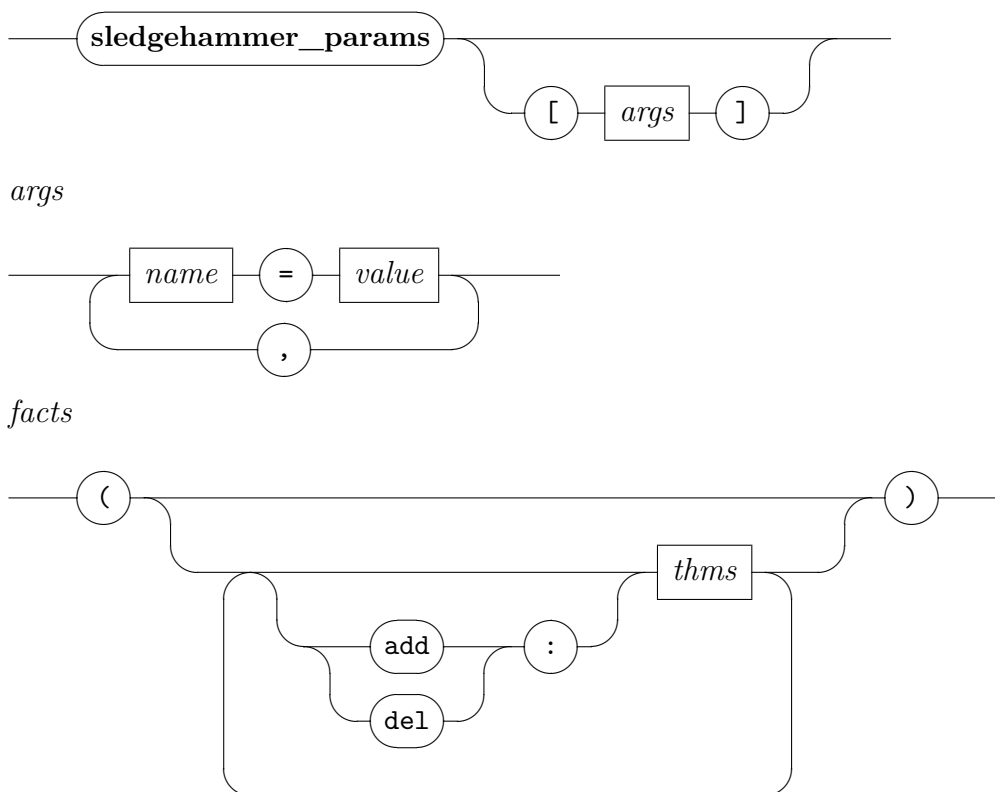 sledgehammer_params
[ args ]
args
name = value
,
facts
( )
thms
add :
del